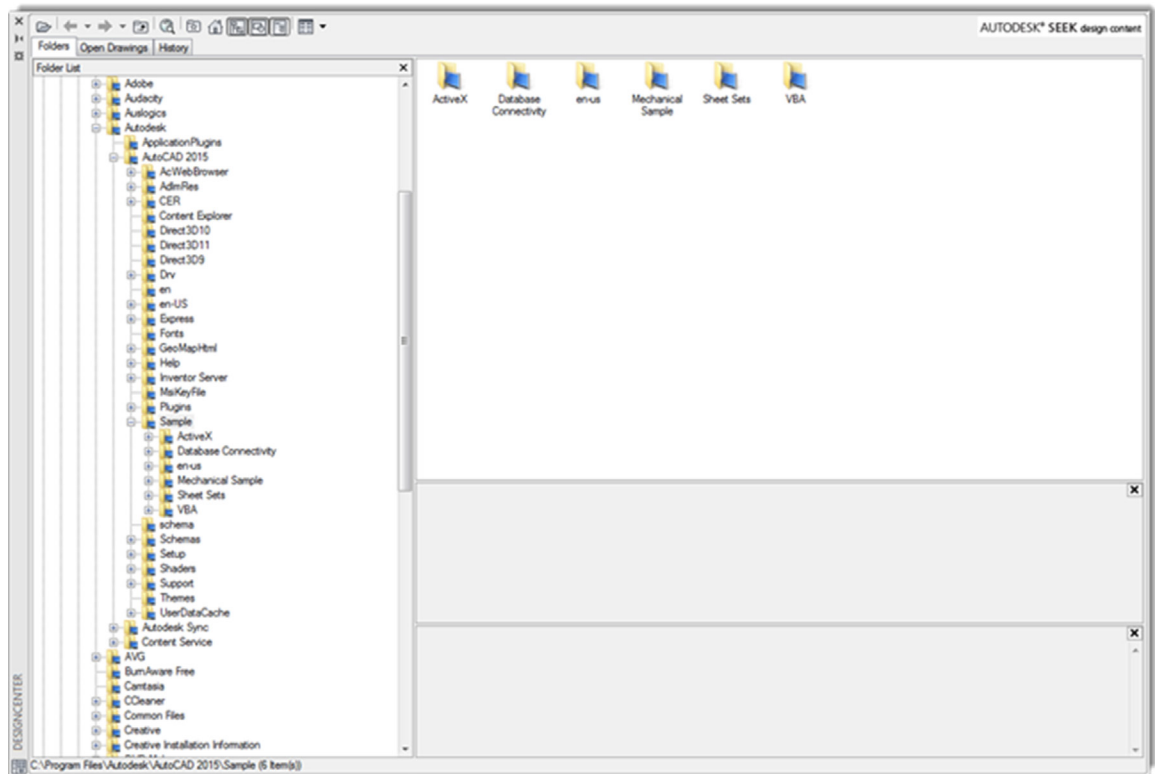 AUTODESK® SEEK design content
Folders Open Drawings History
Folder List
Adobe
Audacity
Auslogics
Autodesk
ApplicationPlugins
AutoCAD 2015
AcWebBrowser
AdmRes
CER
Content Explorer
Direct3D10
Direct3D11
Direct3D9
Drv
en
en-US
Express
Fonts
GeoMapHtml
Help
Inventor Server
MsiKeyFile
Plugins
Sample
ActiveX
Database Connectivity
en-us
Mechanical Sample
Sheet Sets
VBA
schema
Schemas
Setup
Shaders
Support
Themes
UserDataCache
Autodesk Sync
Content Service
AVG
BurnAware Free
Camtasia
CCleaner
Common Files
Creative
Creative Installation Information
ActiveX
Database
Connectivity
en-us
Mechanical
Sample
Sheet Sets
VBA
DESIGNCENTER
C:\Program Files\Autodesk\AutoCAD 2015\Sample (6 Item(s))